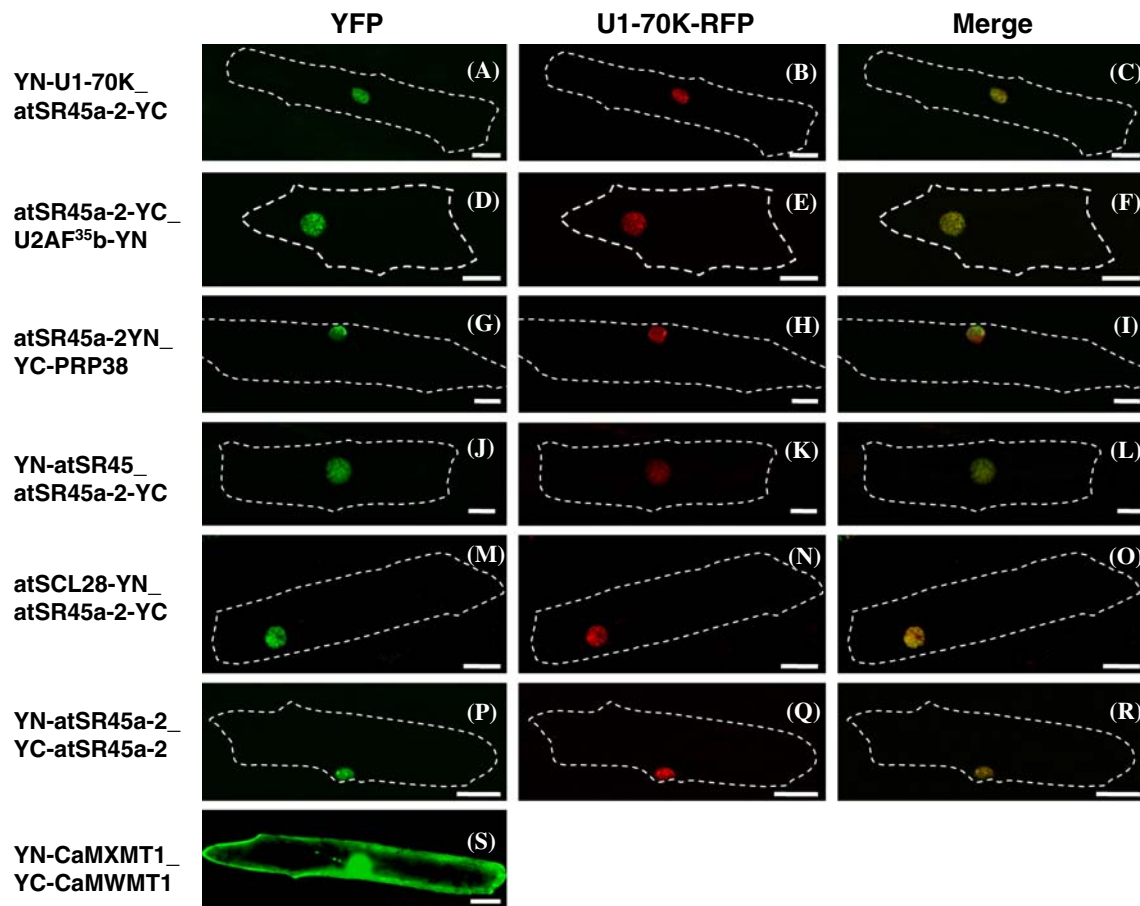 YFP U1-70K-RFP Merge
YN-U1-70K_
atSR45a-2-YC
(A) (B) (C)
atSR45a-2-YC_
U2AF³⁵b-YN
(D) (E) (F)
atSR45a-2YN_
YC-PRP38
(G) (H) (I)
YN-atSR45_
atSR45a-2-YC
(J) (K) (L)
atSCL28-YN_
atSR45a-2-YC
(M) (N) (O)
YN-atSR45a-2_
YC-atSR45a-2
(P) (Q) (R)
YN-CaMXMT1_
YC-CaMWMT1
(S)